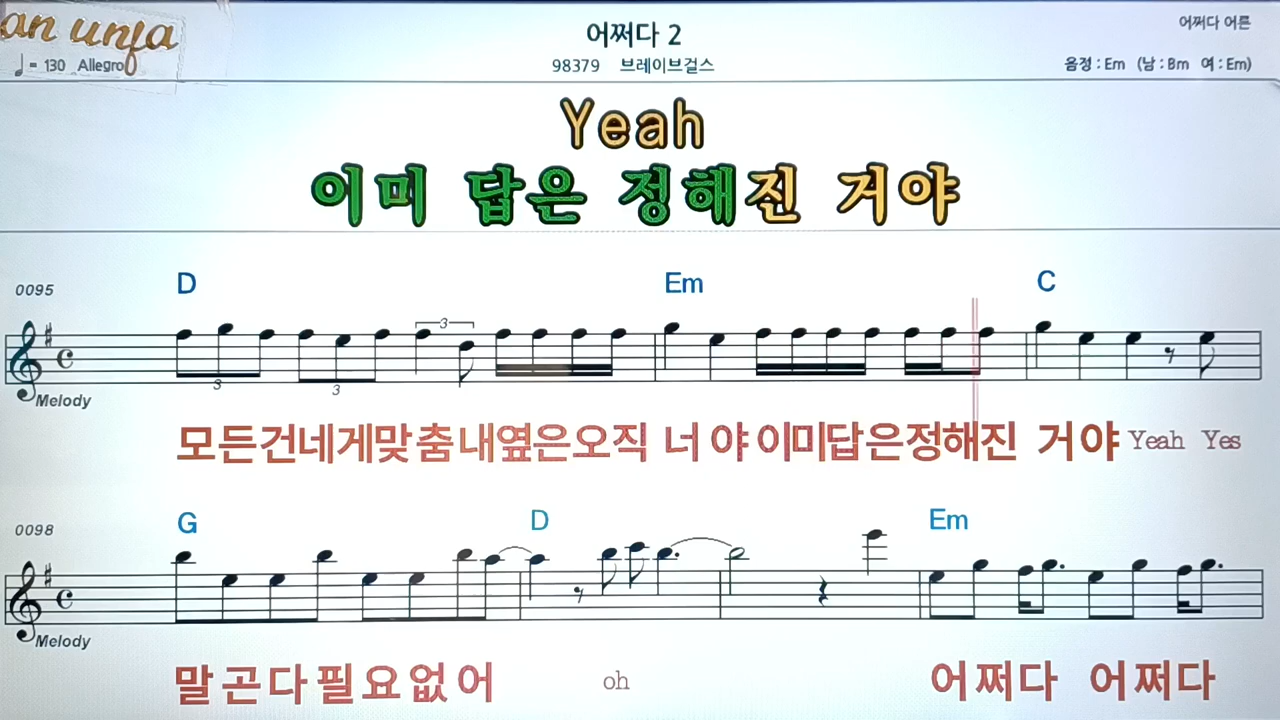 an unfa
어쩌다 2
어쩌다 어른
♩= 130 Allegro
98379 브레이브걸스
음정 : Em (남 : Bm 여 : Em)
Yeah
이미 답은 정해진 거야
0095
D Em C
3 3 3
Melody
모든건네게맞춤내옆은오직 너 야 이미답은정해진 거야 Yeah Yes
0098
G D Em
Melody
말곤다필요없어 oh 어쩌다 어쩌다